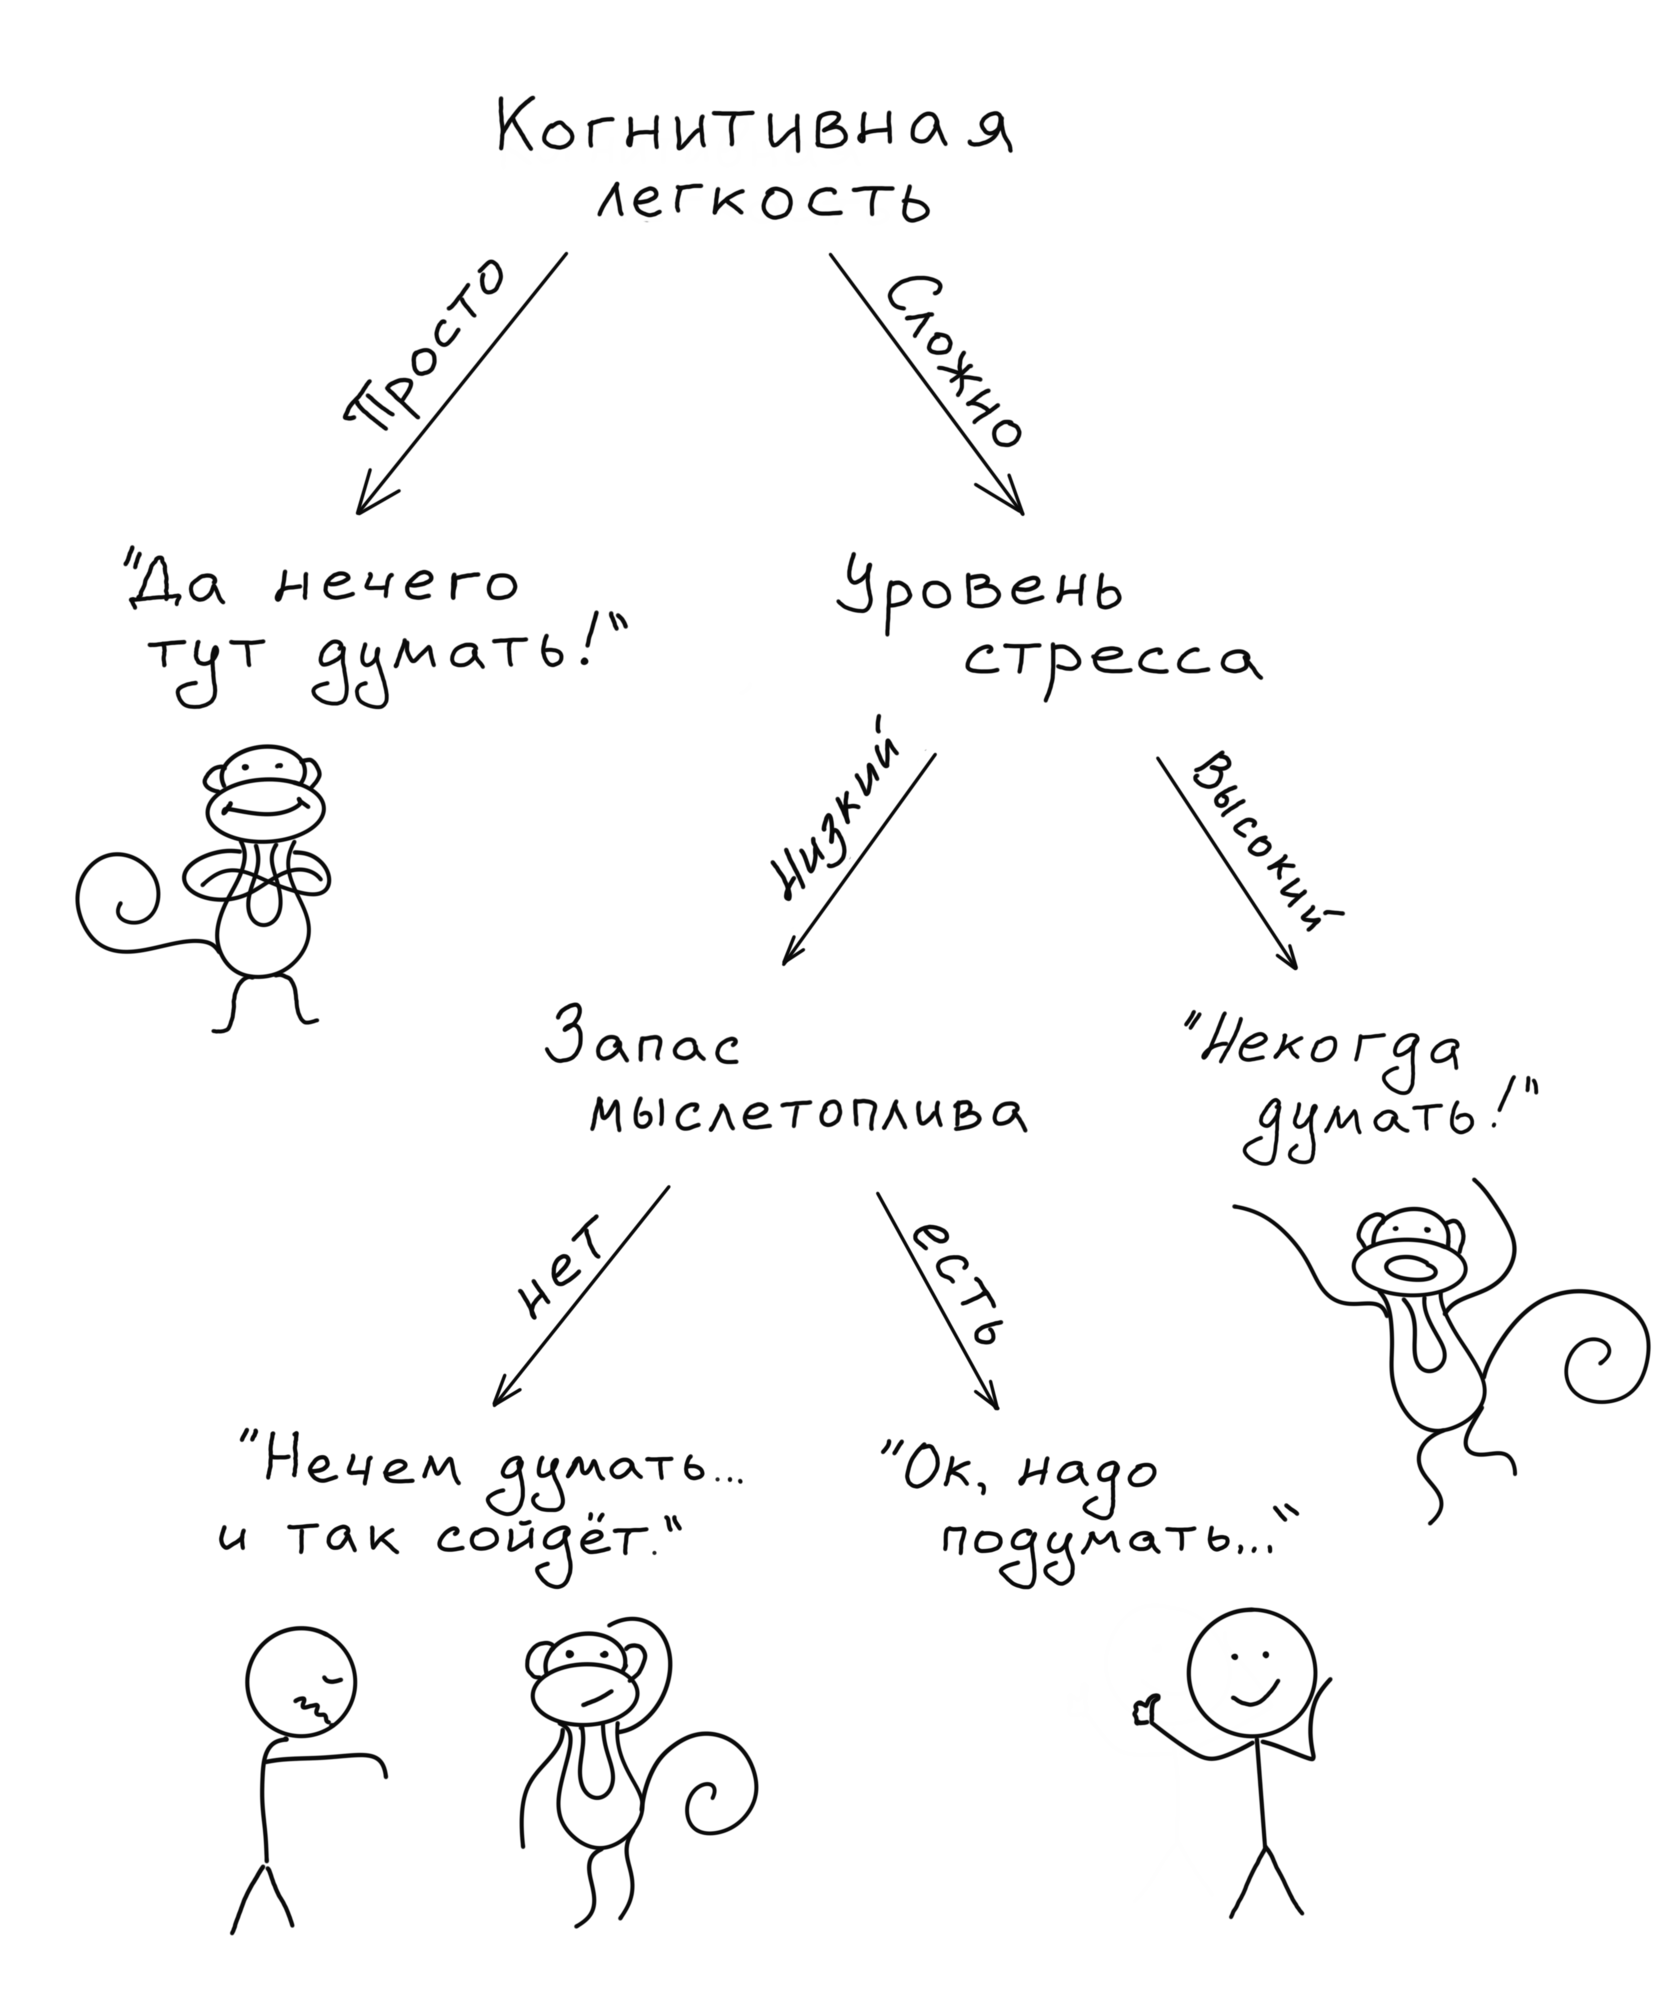 Когнитивная
легкость
Просто
Сложно
"Да нечего
тут думать!"
Уровень
стресса
Низкий
Высокий
Запас
мыслетоплива
"Некогда
думать!"
нет
есть
"Нечем думать...
и так сойдёт."
"Ок, надо
подумать..."